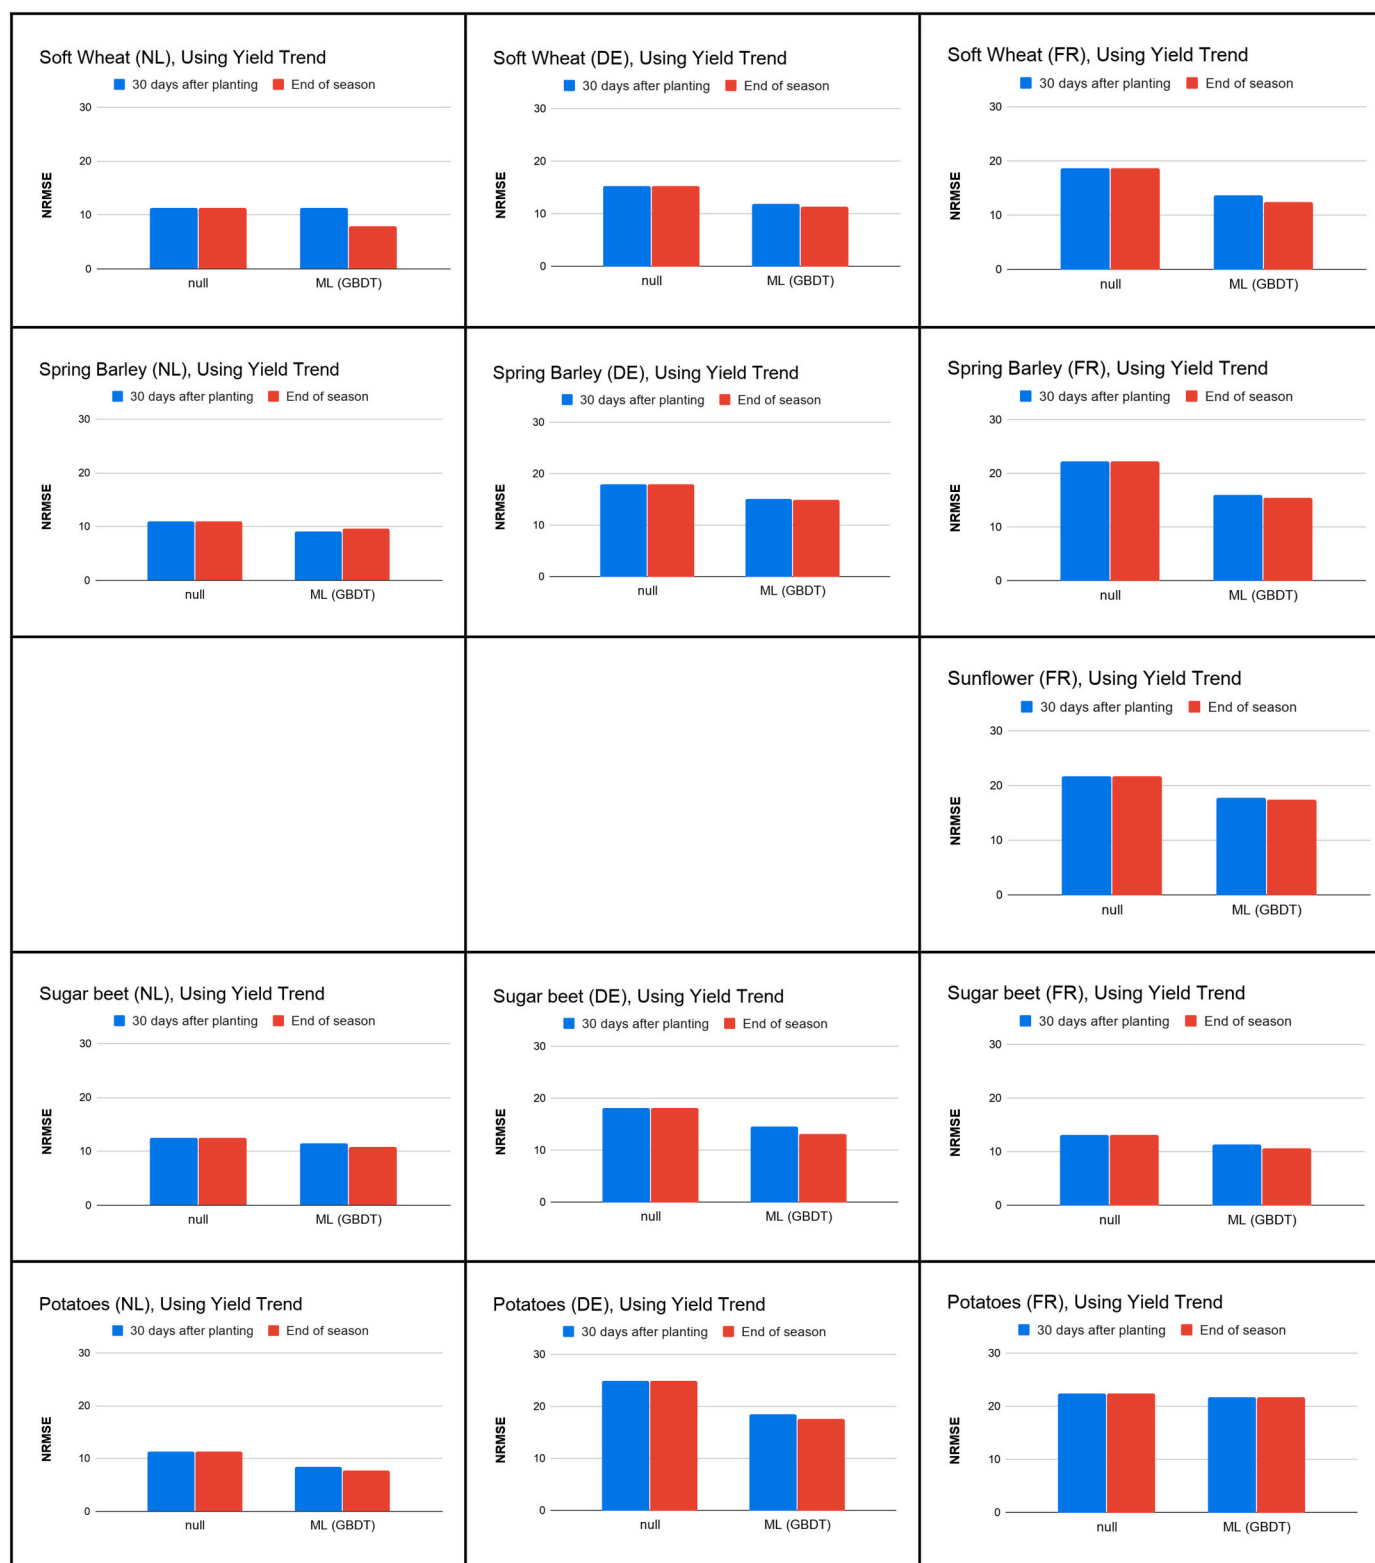 Soft Wheat (NL), Using Yield Trend
30 days after planting End of season
30
20
10
0
NRMSE
null ML (GBDT)
Soft Wheat (DE), Using Yield Trend
30 days after planting End of season
30
20
10
0
NRMSE
null ML (GBDT)
Soft Wheat (FR), Using Yield Trend
30 days after planting End of season
30
20
10
0
NRMSE
null ML (GBDT)
Spring Barley (NL), Using Yield Trend
30 days after planting End of season
30
20
10
0
NRMSE
null ML (GBDT)
Spring Barley (DE), Using Yield Trend
30 days after planting End of season
30
20
10
0
NRMSE
null ML (GBDT)
Spring Barley (FR), Using Yield Trend
30 days after planting End of season
30
20
10
0
NRMSE
null ML (GBDT)
Sunflower (FR), Using Yield Trend
30 days after planting End of season
30
20
10
0
NRMSE
null ML (GBDT)
Sugar beet (NL), Using Yield Trend
30 days after planting End of season
30
20
10
0
NRMSE
null ML (GBDT)
Sugar beet (DE), Using Yield Trend
30 days after planting End of season
30
20
10
0
NRMSE
null ML (GBDT)
Sugar beet (FR), Using Yield Trend
30 days after planting End of season
30
20
10
0
NRMSE
null ML (GBDT)
Potatoes (NL), Using Yield Trend
30 days after planting End of season
30
20
10
0
NRMSE
null ML (GBDT)
Potatoes (DE), Using Yield Trend
30 days after planting End of season
30
20
10
0
NRMSE
null ML (GBDT)
Potatoes (FR), Using Yield Trend
30 days after planting End of season
30
20
10
0
NRMSE
null ML (GBDT)